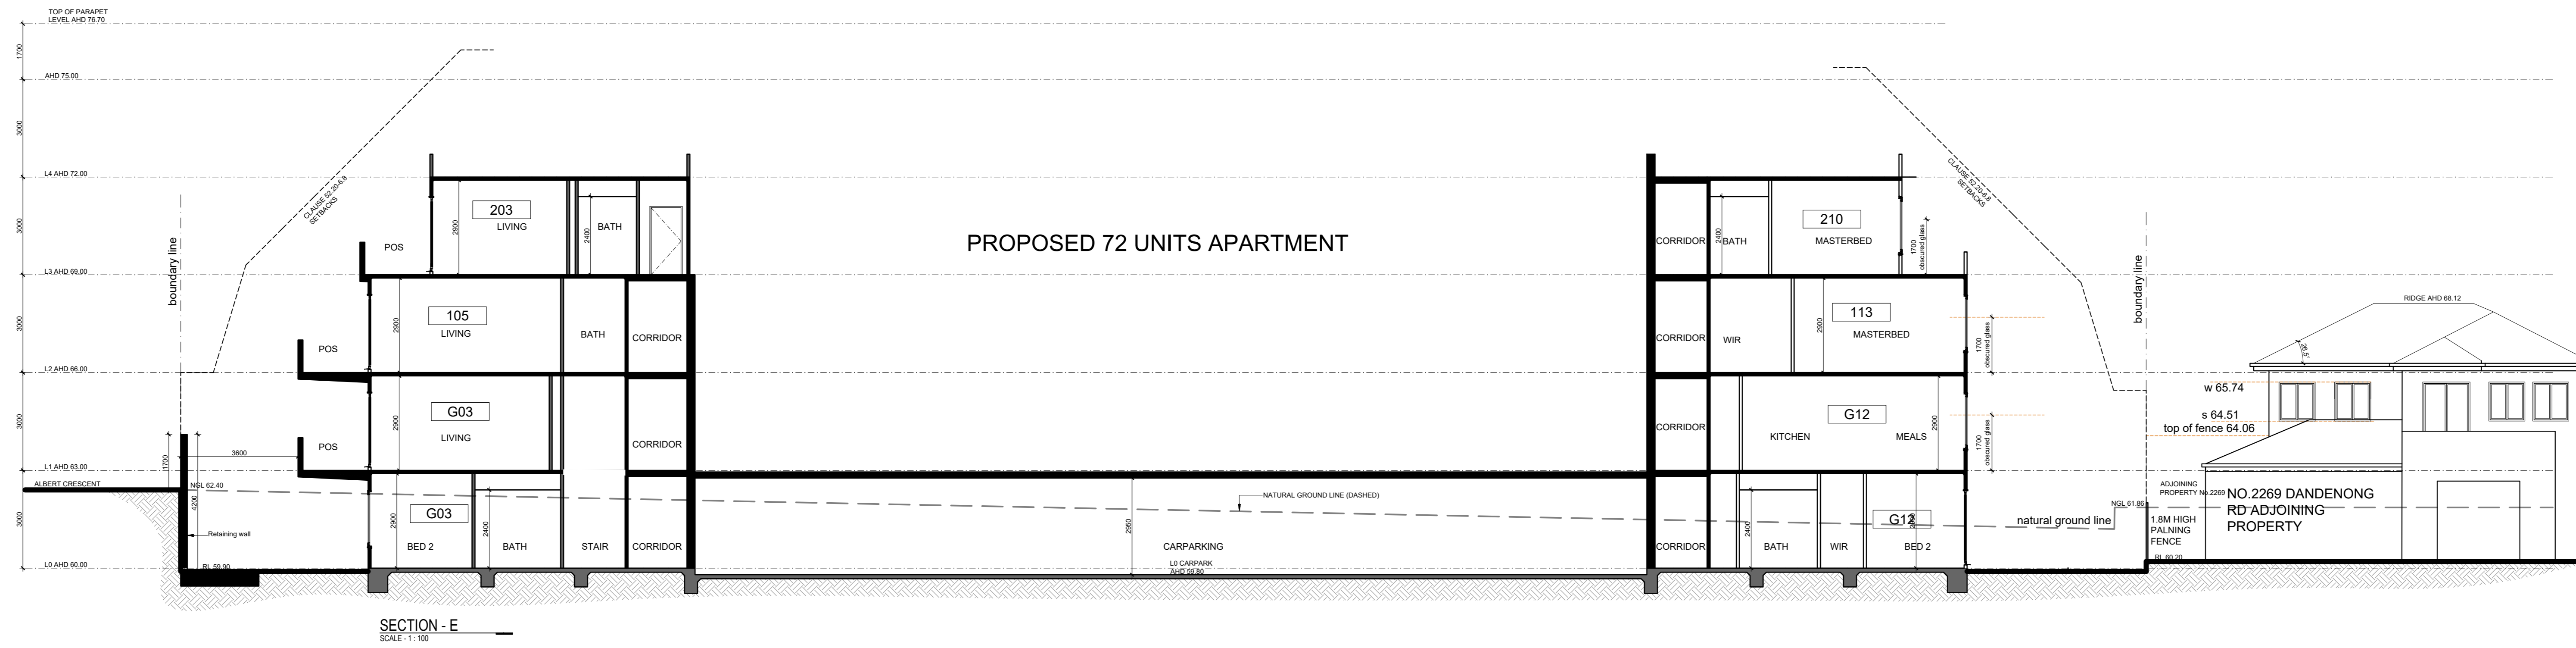 TOP OF PARAPET
LEVEL AHD 76.70
1700
AHD 75.00
3000
CLAUSE 52.20-6.8
SETBACKS
CLAUSE 52.20-6.8
SETBACKS
L4 AHD 72.00
3000
boundary line
POS
2900
203
LIVING
2400
BATH
PROPOSED 72 UNITS APARTMENT
CORRIDOR
2400
BATH
210
MASTERBED
1700
obscured glass
boundary line
L3 AHD 69.00
3000
POS
2900
105
LIVING
BATH
CORRIDOR
CORRIDOR
WIR
2900
113
MASTERBED
1700
obscured glass
RIDGE AHD 68.12
26.5°
L2 AHD 66.00
3000
POS
2900
G03
LIVING
CORRIDOR
CORRIDOR
KITCHEN
G12
MEALS
2900
1700
obscured glass
w 65.74
s 64.51
top of fence 64.06
1700
3600
L1 AHD 63.00
ALBERT CRESCENT
NGL 62.40
4200
3000
Retaining wall
2900
G03
BED 2
2400
BATH
STAIR
CORRIDOR
2950
NATURAL GROUND LINE (DASHED)
CARPARKING
CORRIDOR
2400
BATH
WIR
G12
BED 2
natural ground line
NGL 61.86
ADJOINING
PROPERTY No.2269
NO.2269 DANDENONG
RD ADJOINING
PROPERTY
1.8M HIGH
PALNING
FENCE
RL 60.20
L0 AHD 60.00
RL 59.90
L0 CARPARK
AHD 59.80
SECTION - E
SCALE - 1 : 100